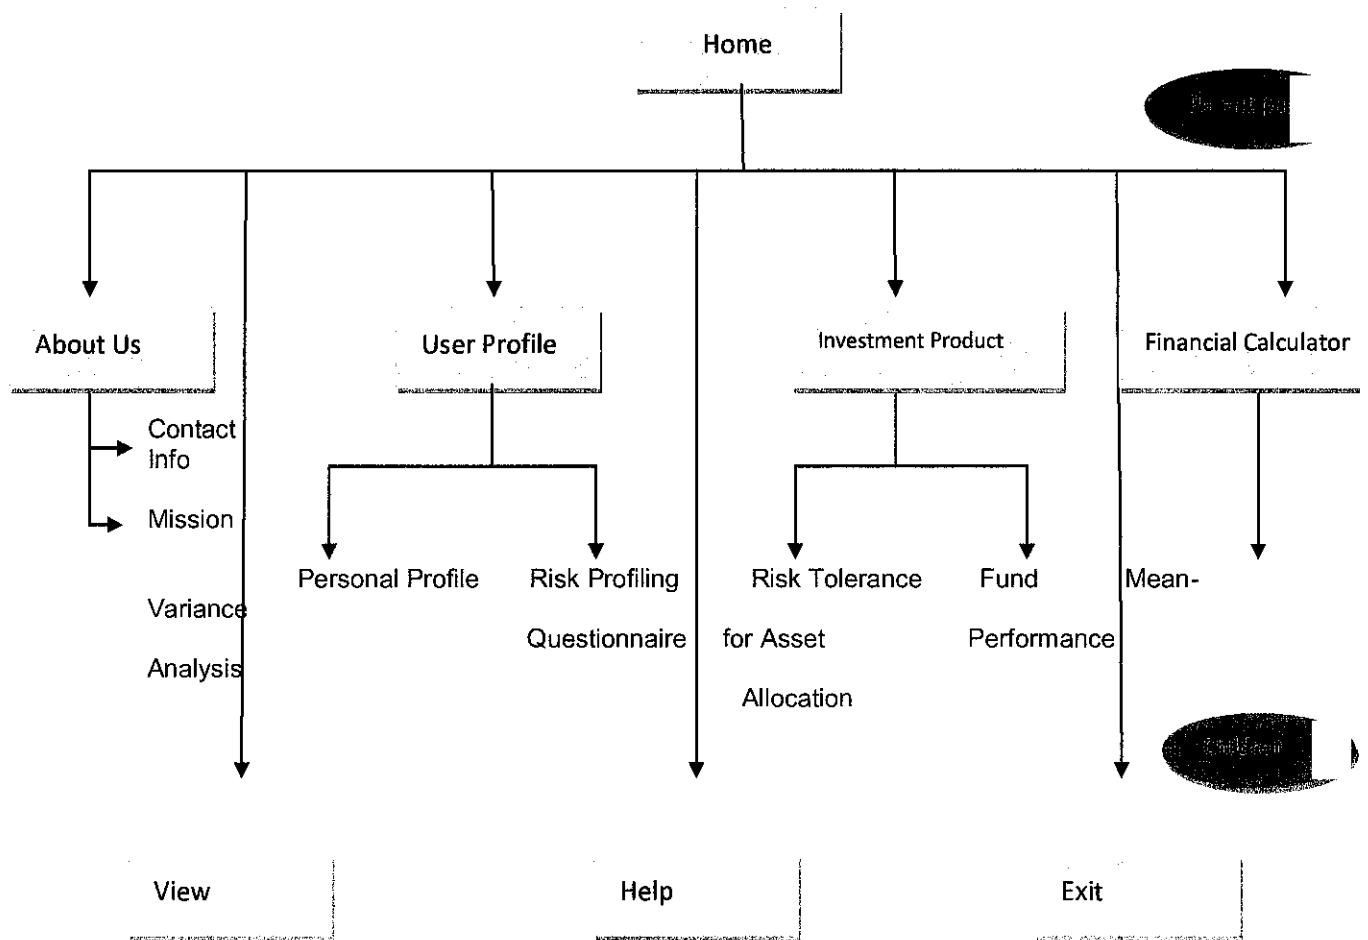 Home
About Us
User Profile
Investment Product
Financial Calculator
Contact
Info
Mission
Personal Profile Risk Profiling Risk Tolerance Fund Mean-
Variance
Questionnaire for Asset Performance
Analysis
Allocation
View
Help
Exit